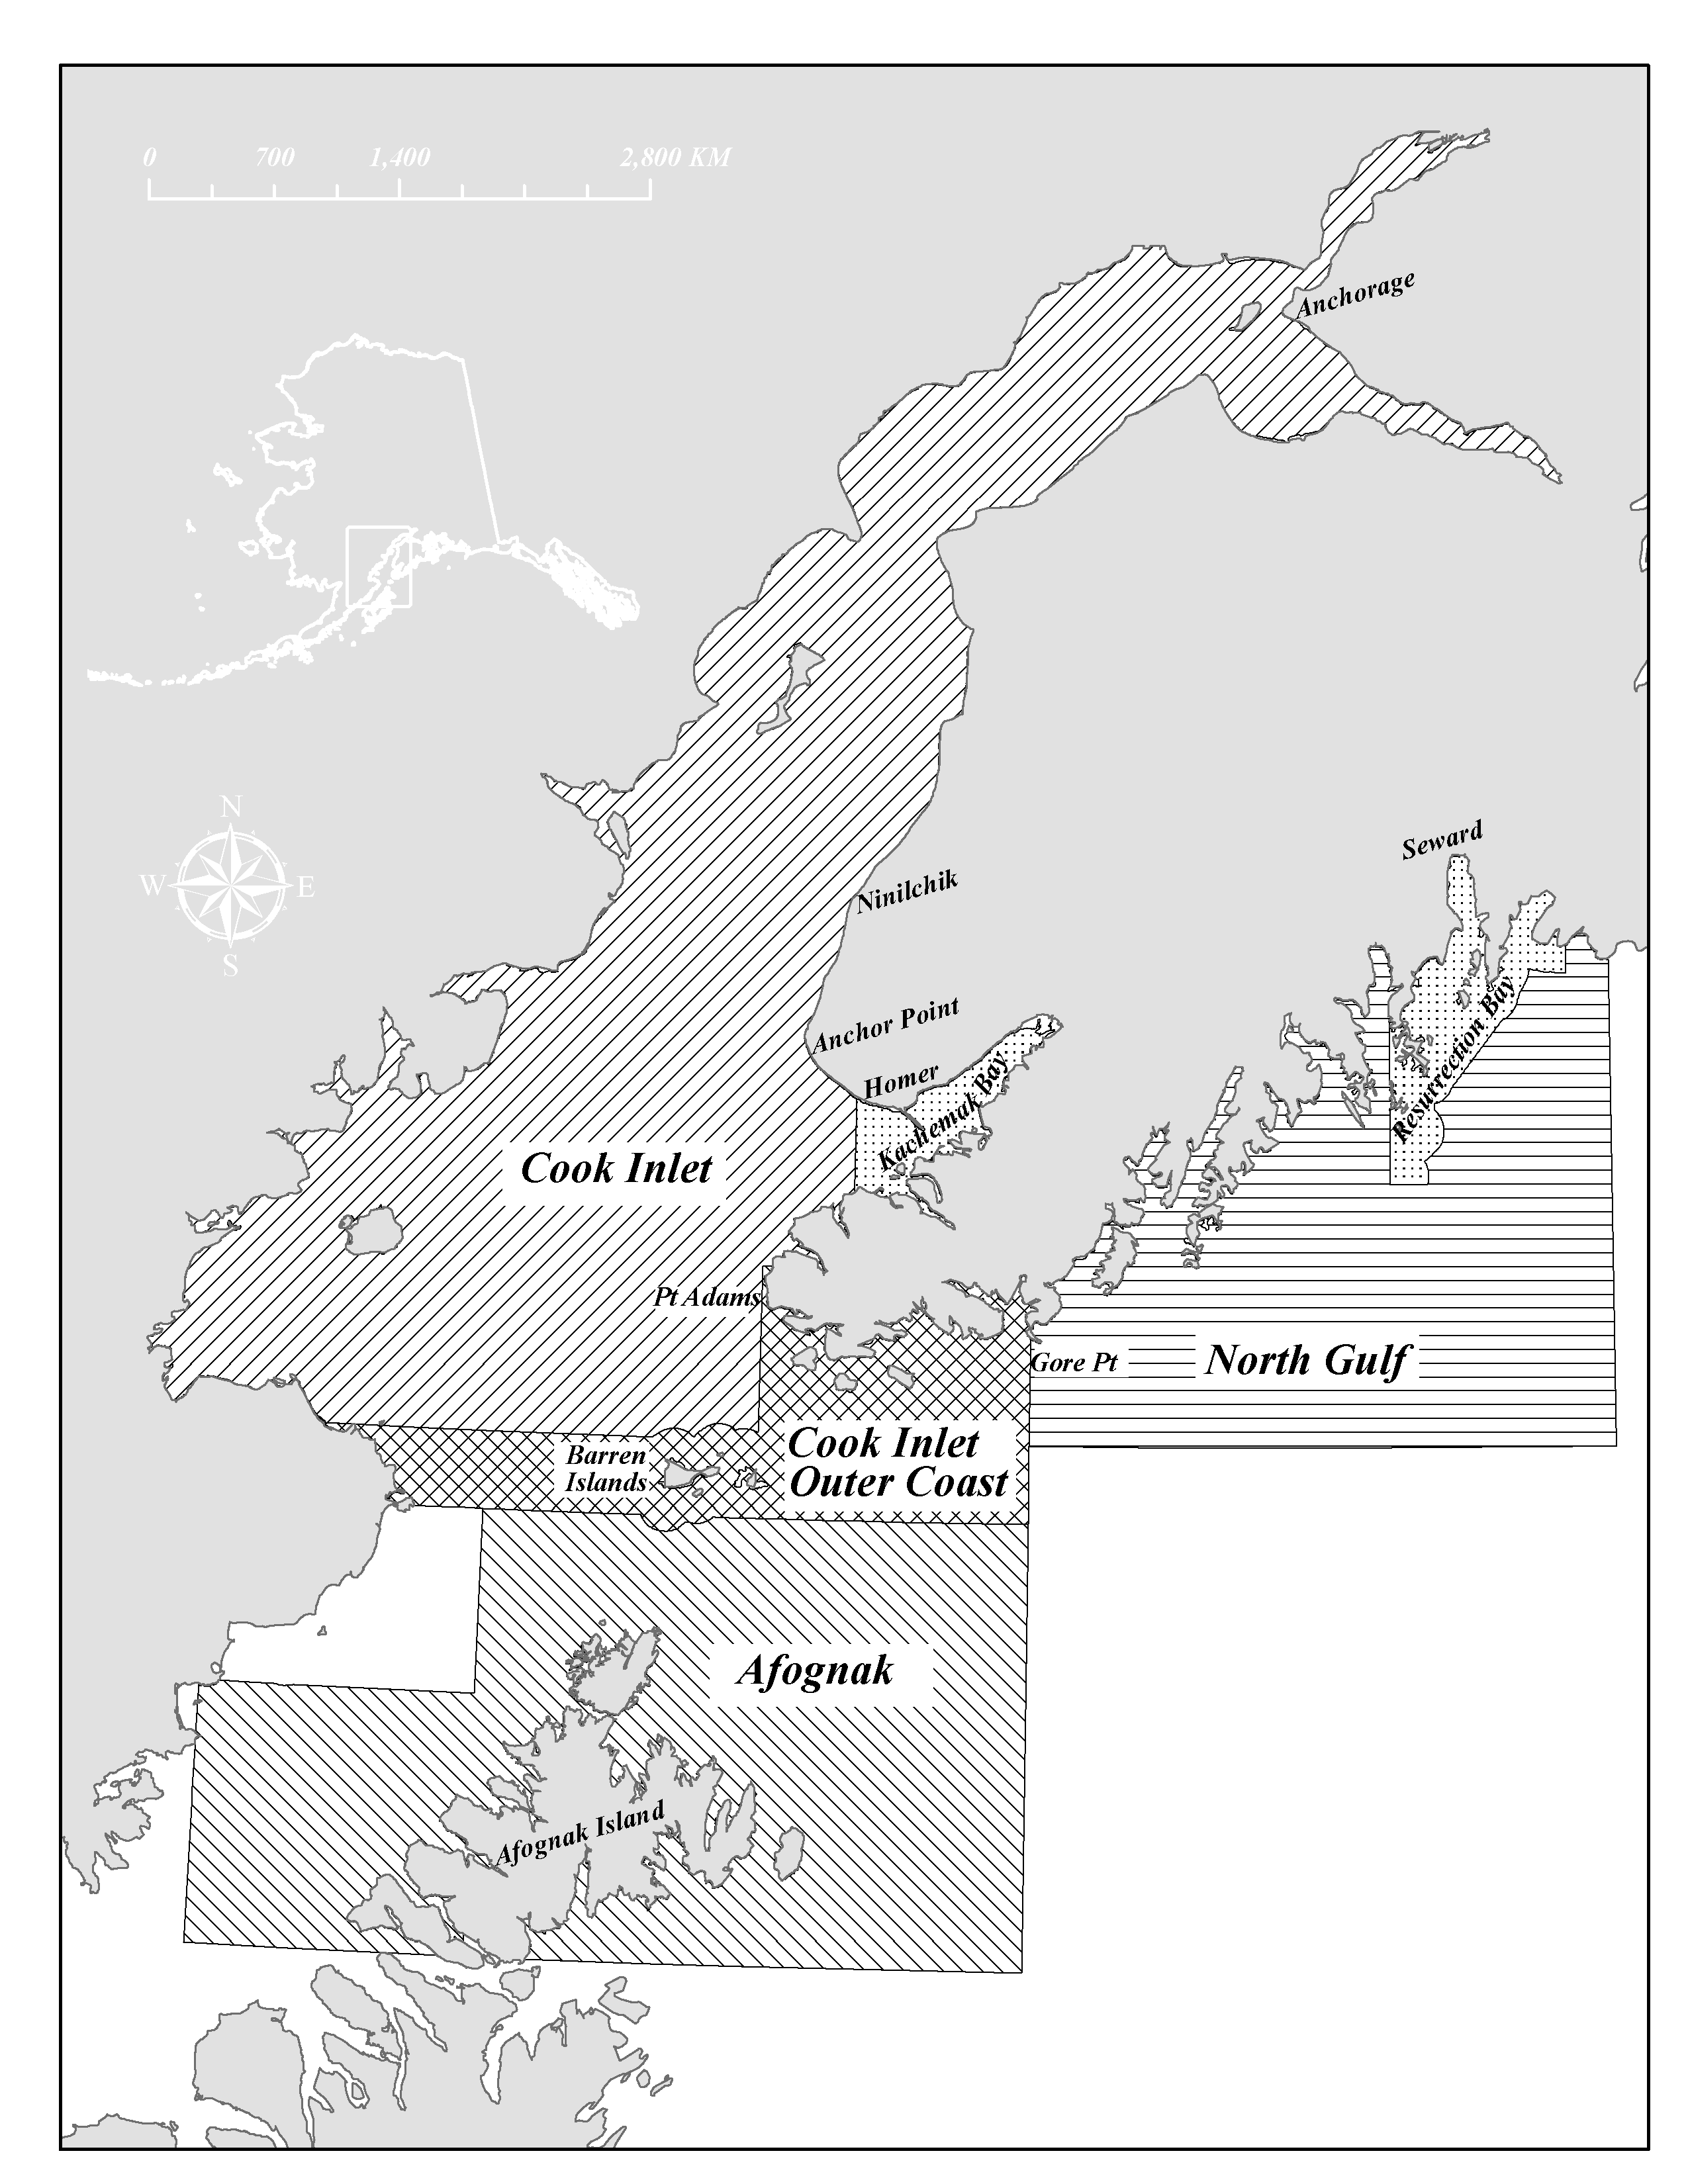 0 700 1,400 2,800 KM
Anchorage
N
W E
S
Seward
Ninilchik
Anchor Point
Homer
Kachemak Bay
Resurrection Bay
Cook Inlet
Pt Adams
Gore Pt
North Gulf
Barren
Islands
Cook Inlet
Outer Coast
Afognak
Afognak Island